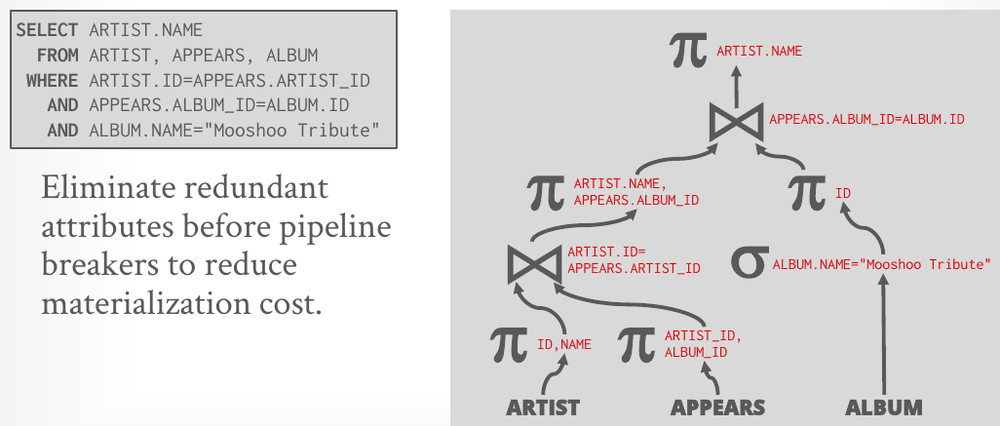 SELECT ARTIST.NAME
FROM ARTIST, APPEARS, ALBUM
WHERE ARTIST.ID=APPEARS.ARTIST_ID
AND APPEARS.ALBUM_ID=ALBUM.ID
AND ALBUM.NAME="Mooshoo Tribute"
Eliminate redundant
attributes before pipeline
breakers to reduce
materialization cost.
π ARTIST.NAME
⋈ APPEARS.ALBUM_ID=ALBUM.ID
π ARTIST.NAME,
APPEARS.ALBUM_ID
π ID
⋈ ARTIST.ID=
APPEARS.ARTIST_ID
σ ALBUM.NAME="Mooshoo Tribute"
π ID,NAME
π ARTIST_ID,
ALBUM_ID
ARTIST
APPEARS
ALBUM